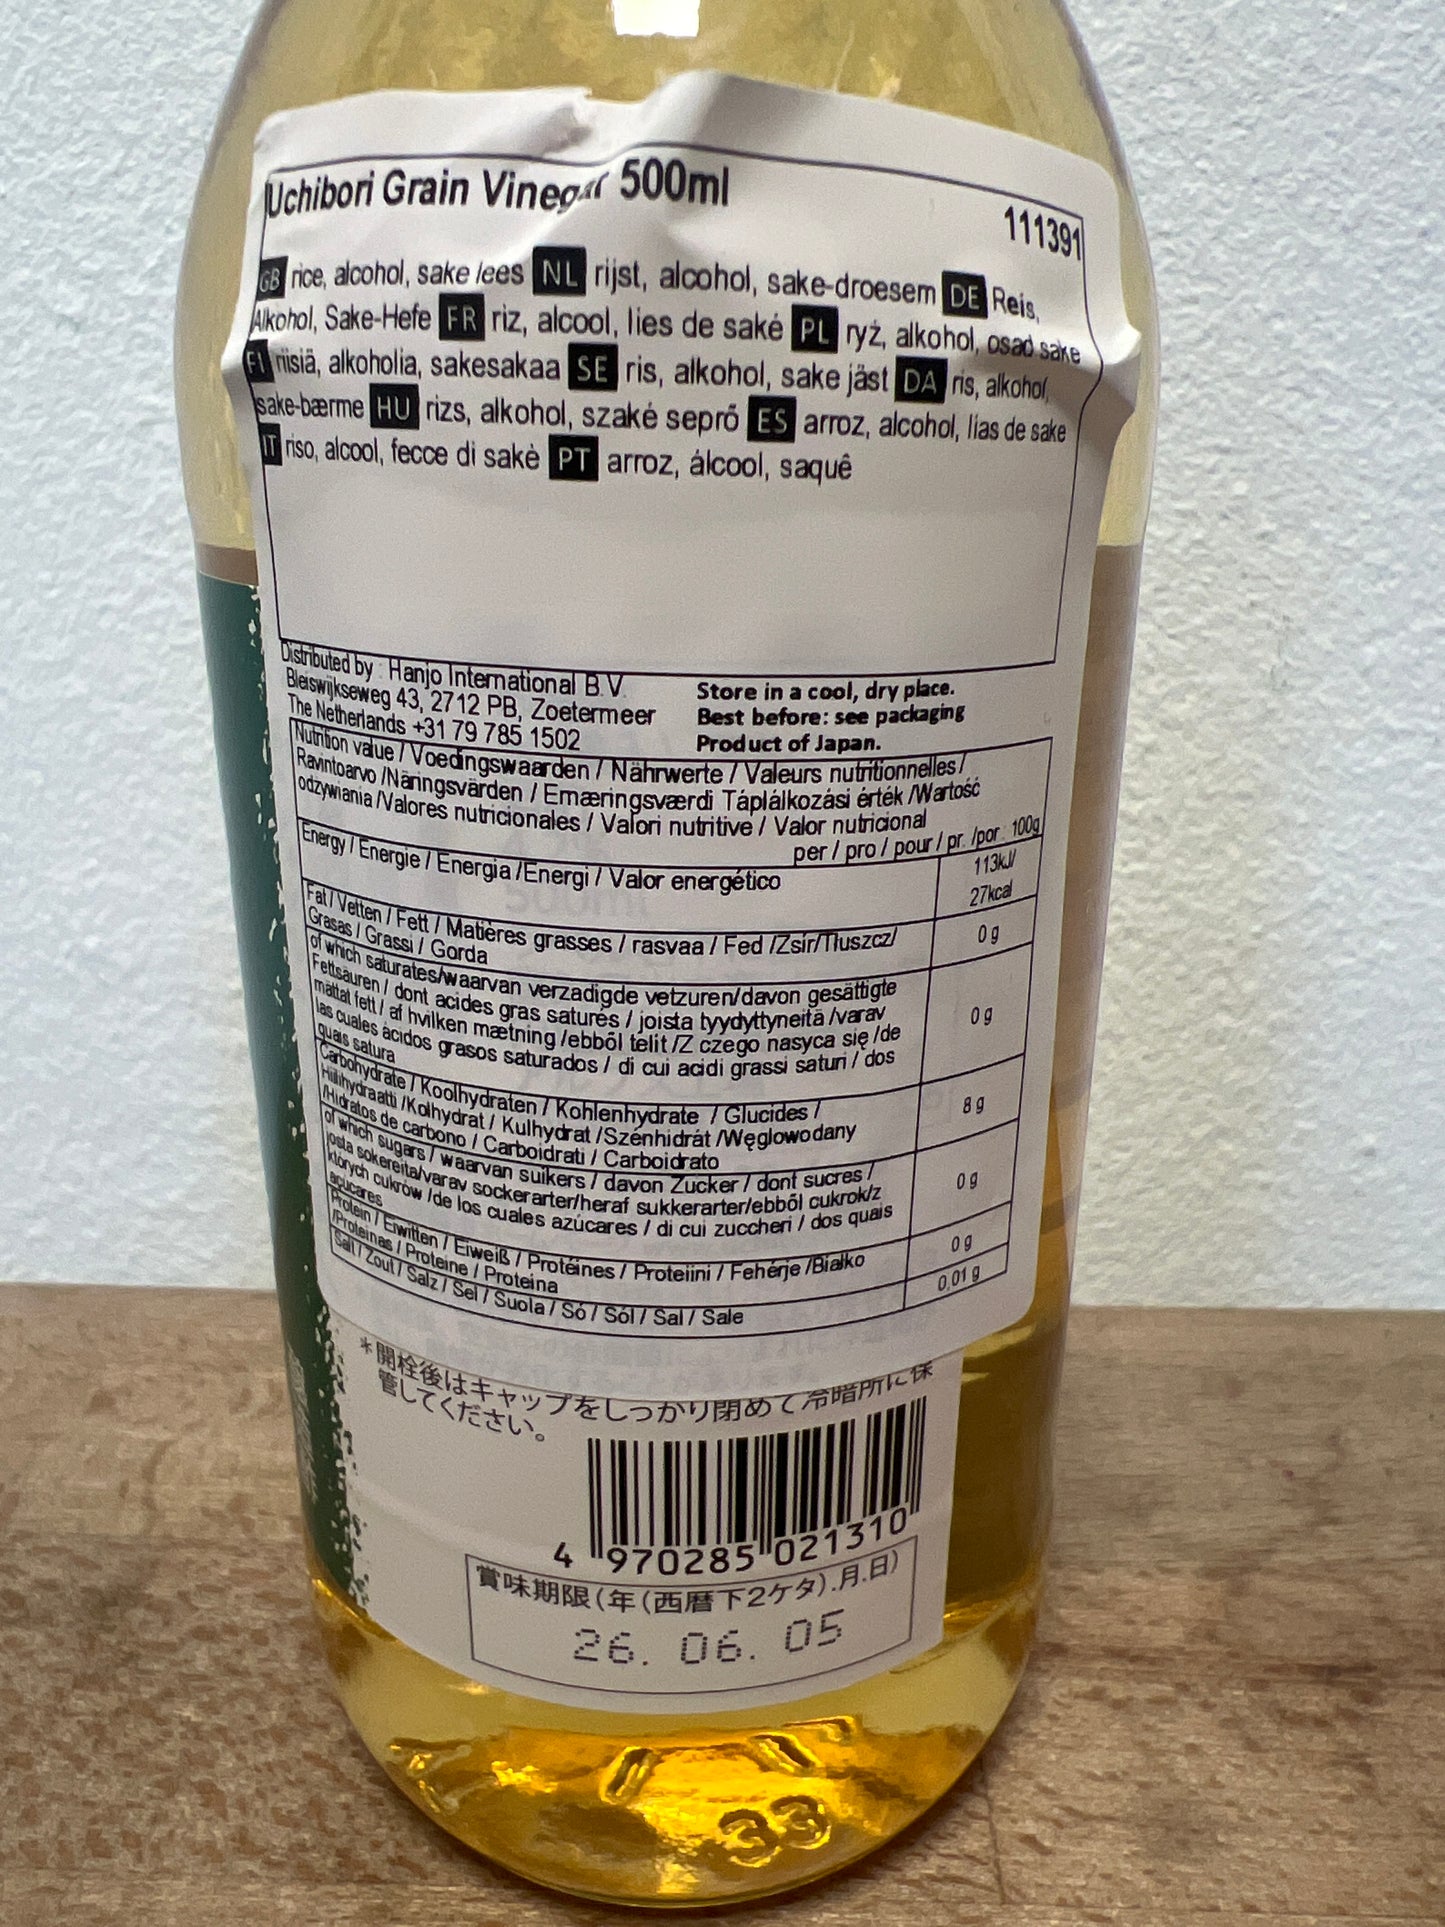 Uchibori Grain Vinegar 500ml
111391
GB rice, alcohol, sake lees NL rijst, alcohol, sake-droesem DE Reis,
Alkohol, Sake-Hefe FR riz, alcool, lies de saké PL ryż, alkohol, osad sake
FI riisiä, alkoholia, sakesakaa SE ris, alkohol, sake jäst DA ris, alkohol,
sake-bærme HU rizs, alkohol, szaké seprő ES arroz, alcohol, lías de sake
IT riso, alcool, fecce di sakè PT arroz, álcool, saquê
Distributed by : Hanjo International B.V.
Bleiswijkseweg 43, 2712 PB, Zoetermeer
The Netherlands +31 79 785 1502
Store in a cool, dry place.
Best before: see packaging
Product of Japan.
Nutrition value / Voedingswaarden / Nährwerte / Valeurs nutritionnelles/
Ravintoarvo /Näringsvärden / Ernæringsværdi Táplálkozási érték /Wartość
odżywiania /Valores nutricionales / Valori nutritive / Valor nutricional
per / pro / pour / pr. /por : 100g
Energy / Energie / Energia /Energi / Valor energético
113kJ/
27kcal
Fat / Vetten / Fett / Matières grasses / rasvaa / Fed /Zsír/Tłuszcz/
Grasas / Grassi / Gorda
0 g
of which saturates/waarvan verzadigde vetzuren/davon gesättigte
Fettsäuren / dont acides gras saturés / joista tyydyttyneitä /varav
mättat fett / af hvilken mætning /ebből telit /Z czego nasyca się /de
las cuales ácidos grasos saturados / di cui acidi grassi saturi / dos
quais satura
0 g
Carbohydrate / Koolhydraten / Kohlenhydrate / Glucides /
Hiilihydraatti /Kolhydrat / Kulhydrat /Szénhidrát /Węglowodany
/Hidratos de carbono / Carboidrati / Carboidrato
8 g
of which sugars / waarvan suikers / davon Zucker / dont sucres /
josta sokereita/varav sockerarter/heraf sukkerarter/ebből cukrok/z
których cukrów /de los cuales azúcares / di cui zuccheri / dos quais
açúcares
0 g
Protein / Eiwitten / Eiweiß / Protéines / Proteiini / Fehérje /Białko
/Proteinas / Proteine / Proteina
0 g
Salt / Zout / Salz / Sel / Suola / Só / Sól / Sal / Sale
0,01 g
*開栓後はキャップをしっかり閉めて冷暗所に保
管してください。
4 970285 021310
賞味期限(年(西暦下2ケタ).月.日)
26. 06. 05
33